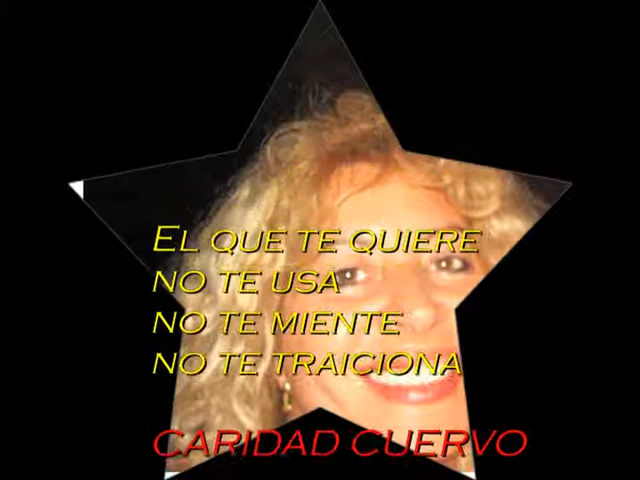 EL QUE TE QUIERE
NO TE USA
NO TE MIENTE
NO TE TRAICIONA
CARIDAD CUERVO